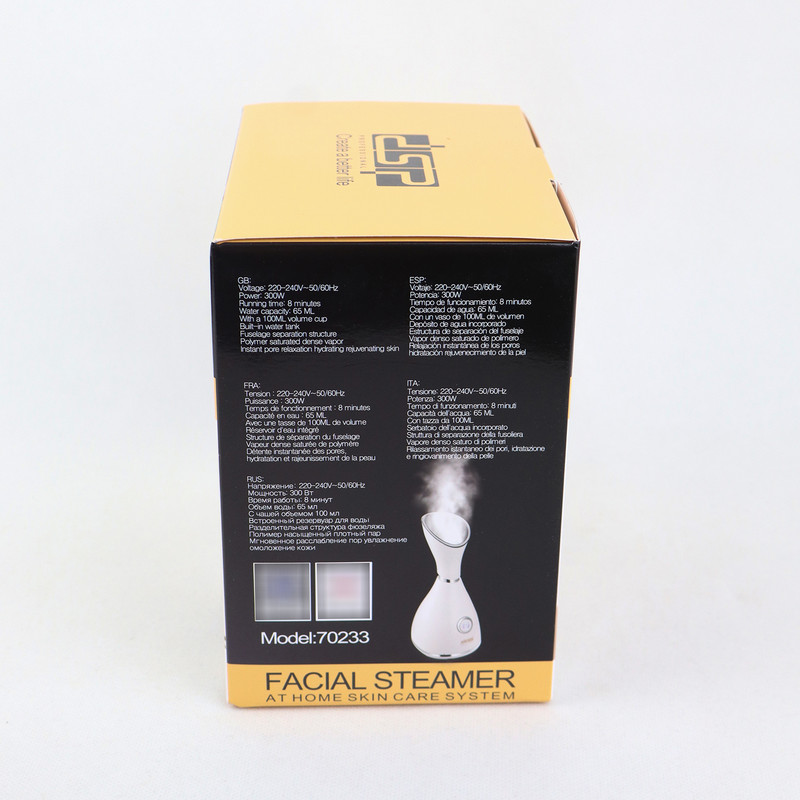 dsp
PROFESSIONAL
Create a better life
GB:
Voltage: 220-240V~50/60Hz
Power: 300W
Running time: 8 minutes
Water capacity: 65 ML
With a 100ML volume cup
Built-in water tank
Fuselage separation structure
Polymer saturated dense vapor
Instant pore relaxation hydrating rejuvenating skin
ESP:
Voltaje: 220-240V~50/60Hz
Potencia: 300W
Tiempo de funcionamiento: 8 minutos
Capacidad de agua: 65 ML
Con un vaso de 100ML de volumen
Depósito de agua incorporado
Estructura de separación del fuselaje
Vapor denso saturado de polímero
Relajación instantánea de los poros
hidratación rejuvenecimiento de la piel
FRA:
Tension : 220-240V~50/60Hz
Puissance : 300W
Temps de fonctionnement : 8 minutes
Capacité en eau : 65 ML
Avec une tasse de 100ML de volume
Réservoir d'eau intégré
Structure de séparation du fuselage
Vapeur dense saturée de polymère
Détente instantanée des pores,
hydratation et rajeunissement de la peau
ITA:
Tensione: 220-240V~50/60Hz
Potenza: 300W
Tempo di funzionamento: 8 minuti
Capacità dell'acqua: 65 ML
Con tazza da 100ML
Serbatoio dell'acqua incorporato
Struttura di separazione della fusoliera
Vapore denso saturo di polimeri
Rilassamento istantaneo dei pori, idratazione
e ringiovanimento della pelle
RUS:
Напряжение: 220-240V~50/60Hz
Мощность: 300 Вт
Время работы: 8 минут
Объем воды: 65 мл
С чашей объемом 100 мл
Встроенный резервуар для воды
Разделительная структура фюзеляжа
Полимер насыщенный плотный пар
Мгновенное расслабление пор увлажнение
омоложение кожи
Model:70233
FACIAL STEAMER
AT HOME SKIN CARE SYSTEM